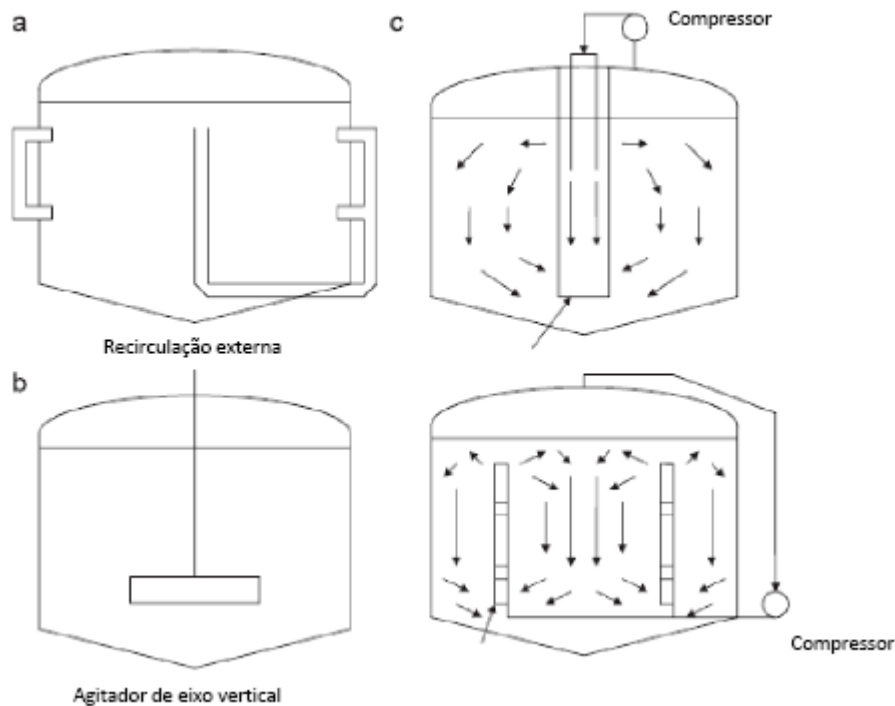 a
Recirculação externa
b
Agitador de eixo vertical
c
Compressor
Compressor